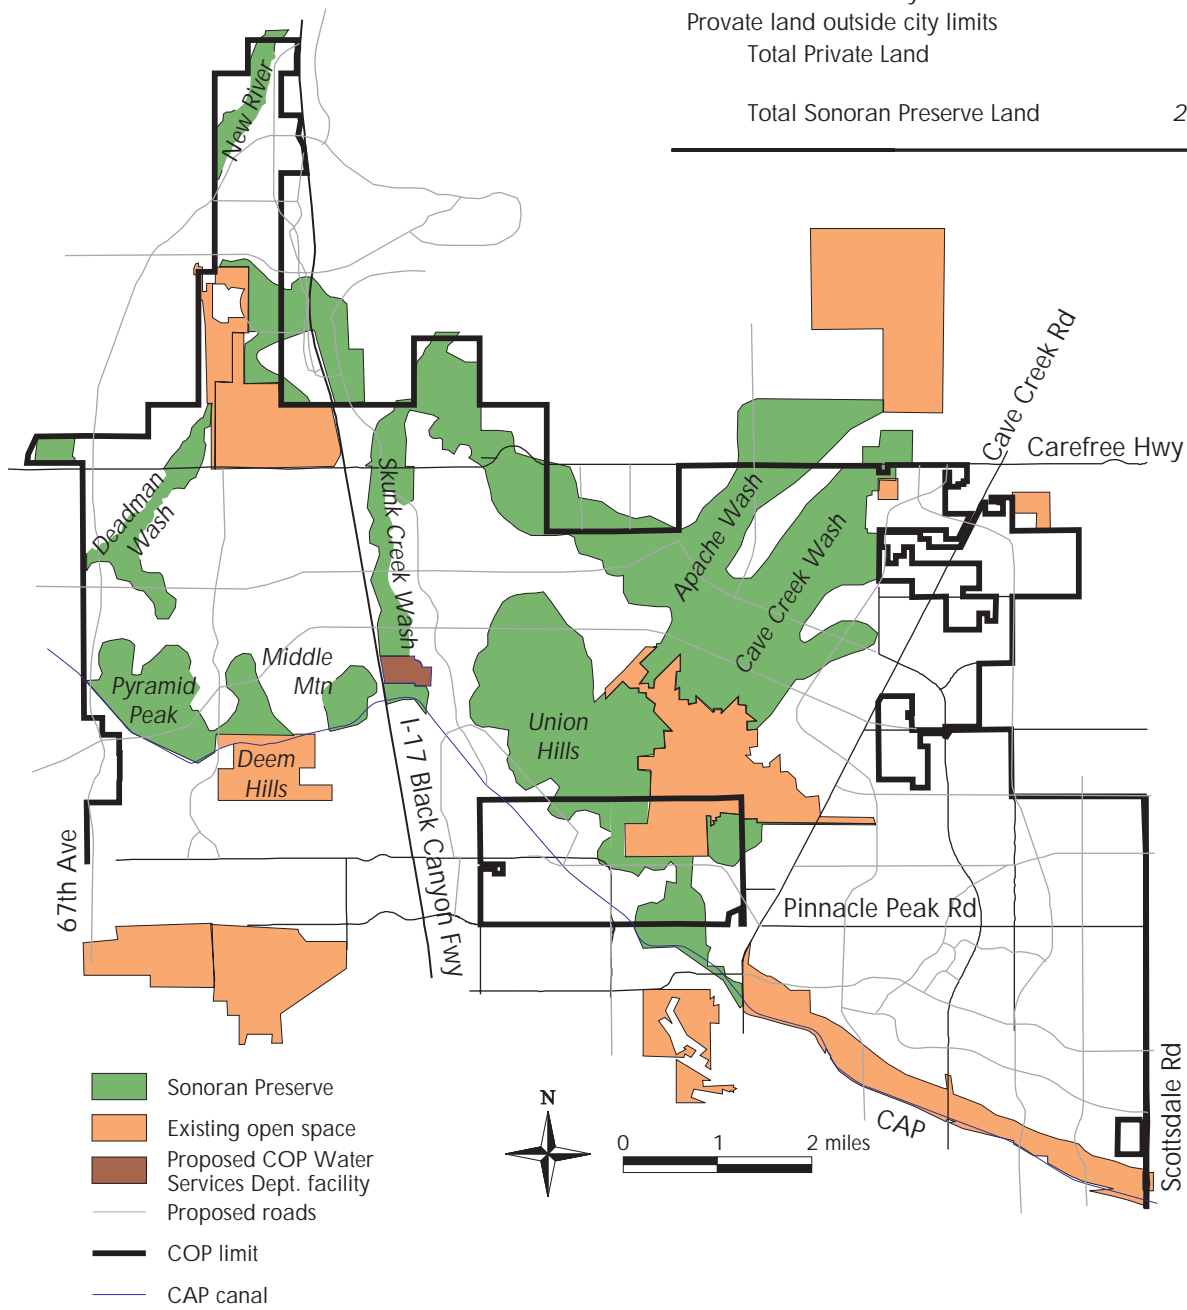 Provate land outside city limits
Total Private Land
Total Sonoran Preserve Land 2
New River
Cave Creek Rd
Carefree Hwy
Deadman
Wash
Skunk Creek Wash
Apache Wash
Cave Creek Wash
Pyramid
Peak
Middle
Mtn
Union
Hills
Deem
Hills
I-17 Black Canyon Fwy
67th Ave
Pinnacle Peak Rd
CAP
Scottsdale Rd
Sonoran Preserve
Existing open space
Proposed COP Water
Services Dept. facility
Proposed roads
COP limit
CAP canal
N
0 1 2 miles